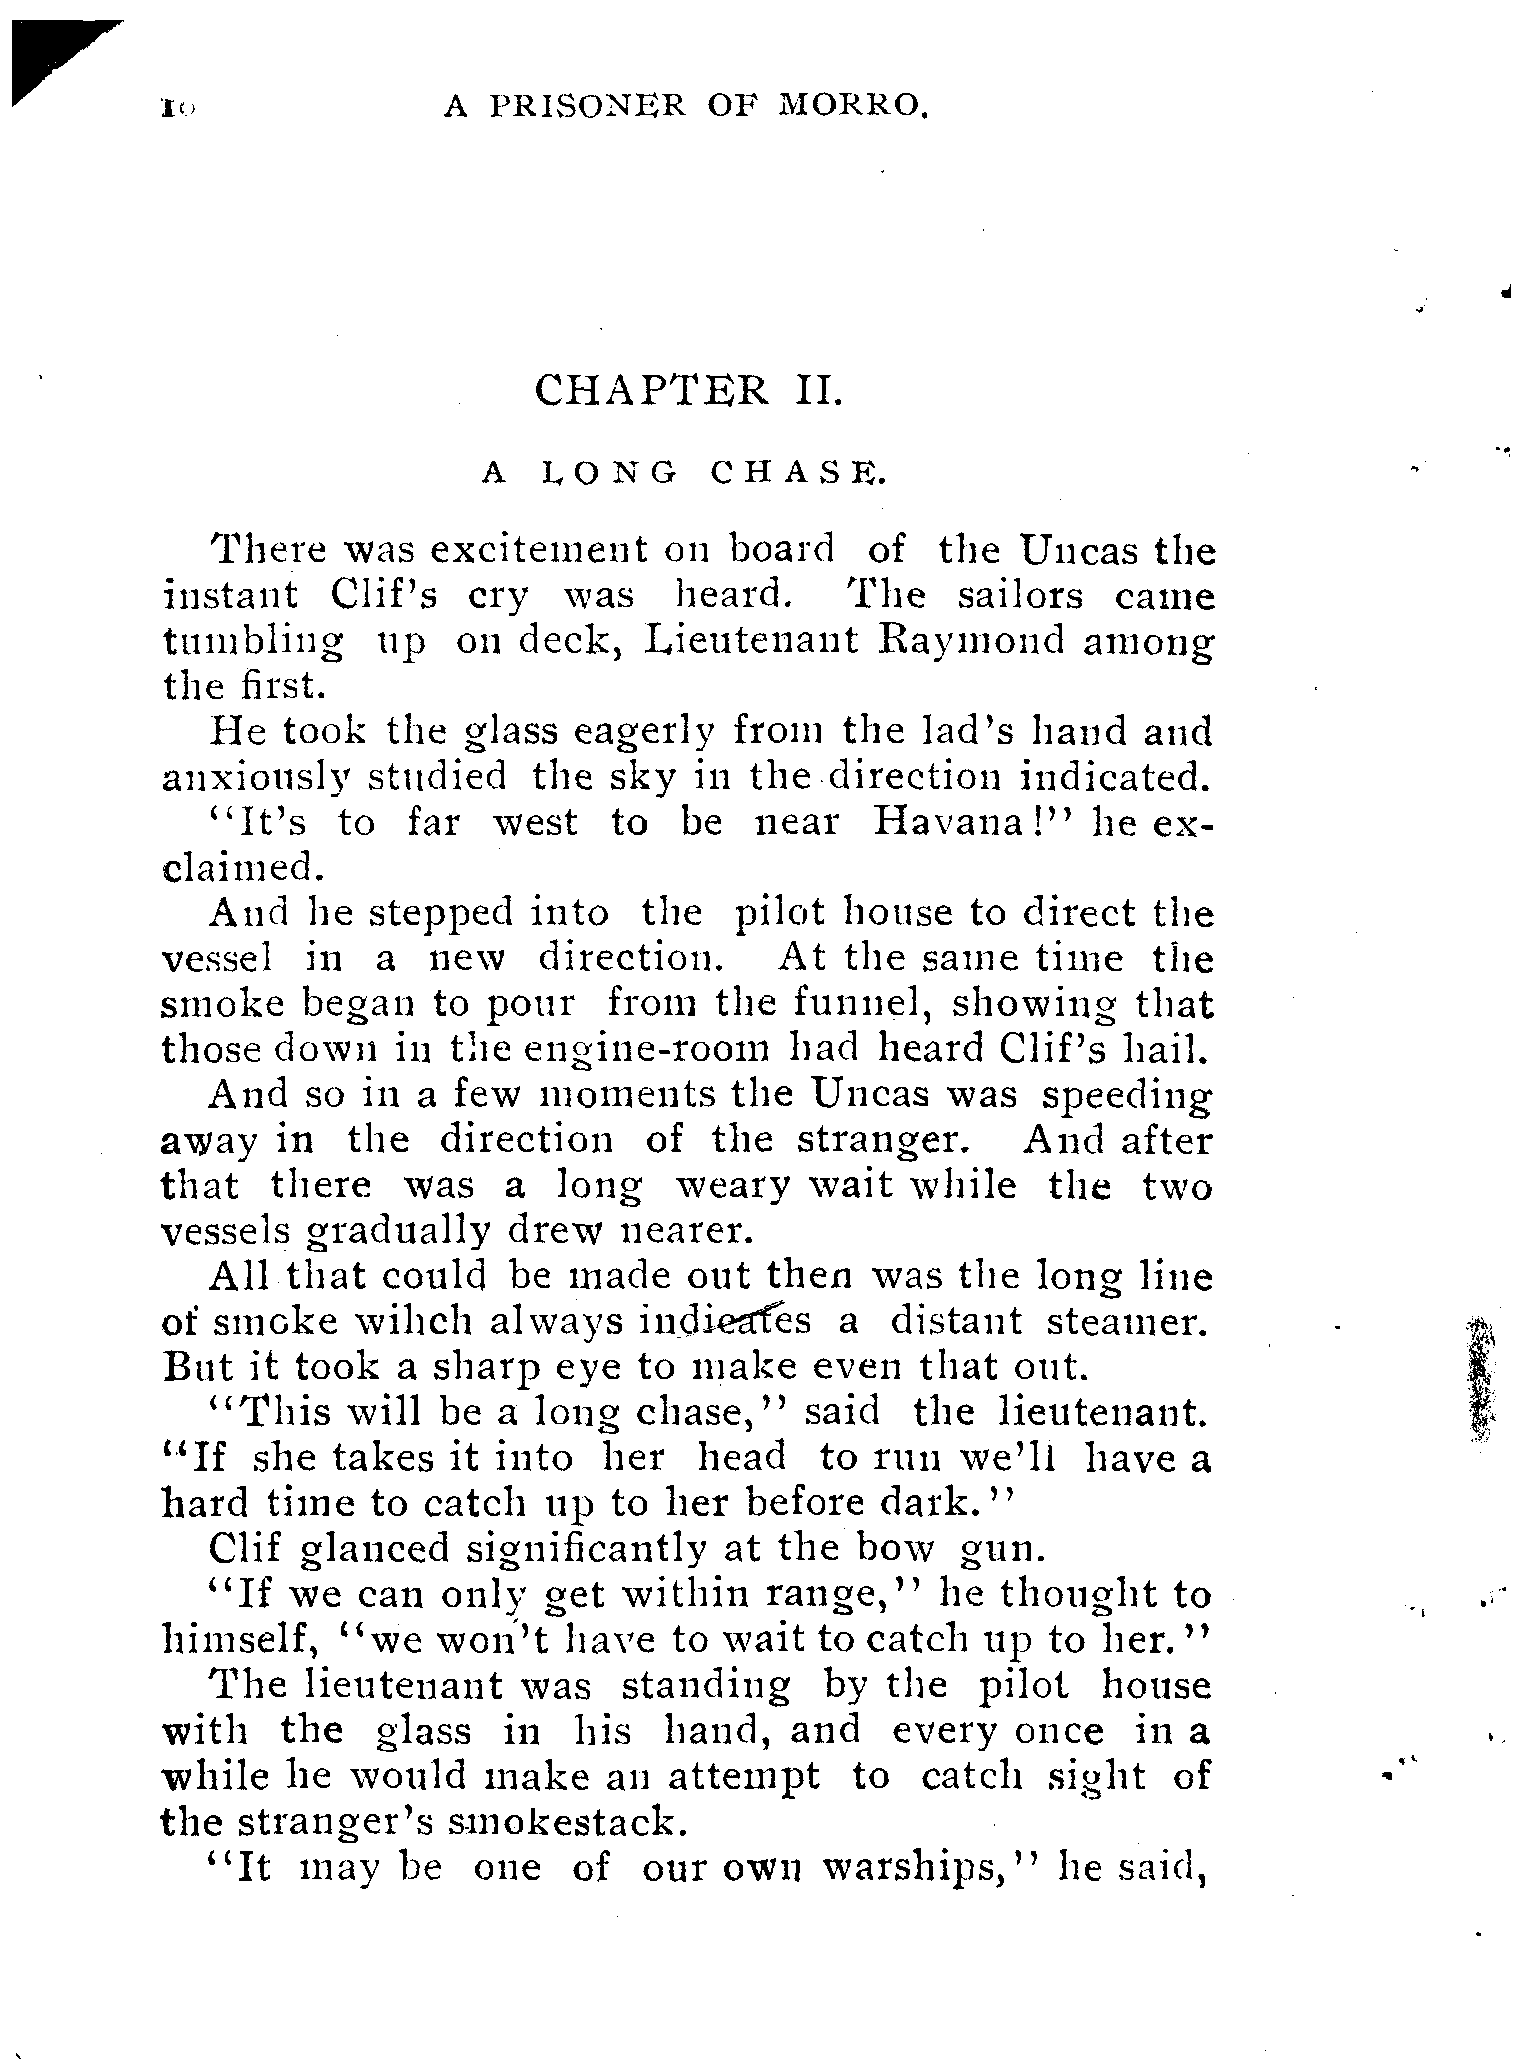 10 A PRISONER OF MORRO.
CHAPTER II.
A LONG CHASE.
There was excitement on board of the Uncas the
instant Clif's cry was heard. The sailors came
tumbling up on deck, Lieutenant Raymond among
the first.
He took the glass eagerly from the lad's hand and
anxiously studied the sky in the direction indicated.
"It's to far west to be near Havana!" he ex-
claimed.
And he stepped into the pilot house to direct the
vessel in a new direction. At the same time the
smoke began to pour from the funnel, showing that
those down in the engine-room had heard Clif's hail.
And so in a few moments the Uncas was speeding
away in the direction of the stranger. And after
that there was a long weary wait while the two
vessels gradually drew nearer.
All that could be made out then was the long line
of smoke wihch always indicates a distant steamer.
But it took a sharp eye to make even that out.
"This will be a long chase," said the lieutenant.
"If she takes it into her head to run we'll have a
hard time to catch up to her before dark."
Clif glanced significantly at the bow gun.
"If we can only get within range," he thought to
himself, "we won't have to wait to catch up to her."
The lieutenant was standing by the pilot house
with the glass in his hand, and every once in a
while he would make an attempt to catch sight of
the stranger's smokestack.
"It may be one of our own warships," he said,